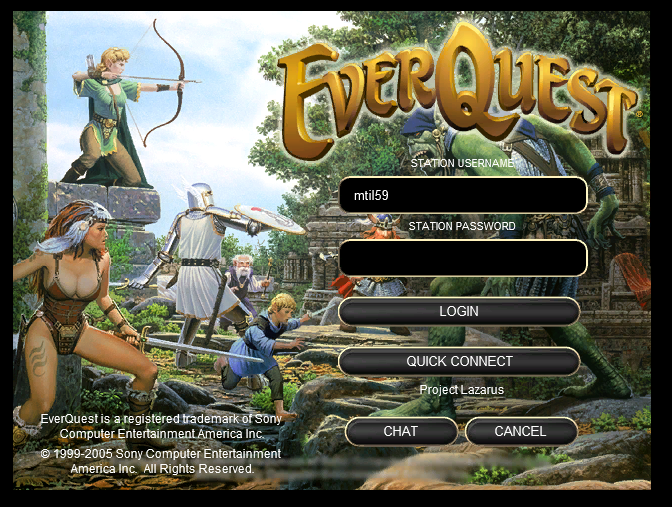 EVERQUEST®
STATION USERNAME
mtil59
STATION PASSWORD
LOGIN
QUICK CONNECT
Project Lazarus
CHAT CANCEL
EverQuest is a registered trademark of Sony
Computer Entertainment America Inc.
© 1999-2005 Sony Computer Entertainment
America Inc. All Rights Reserved.